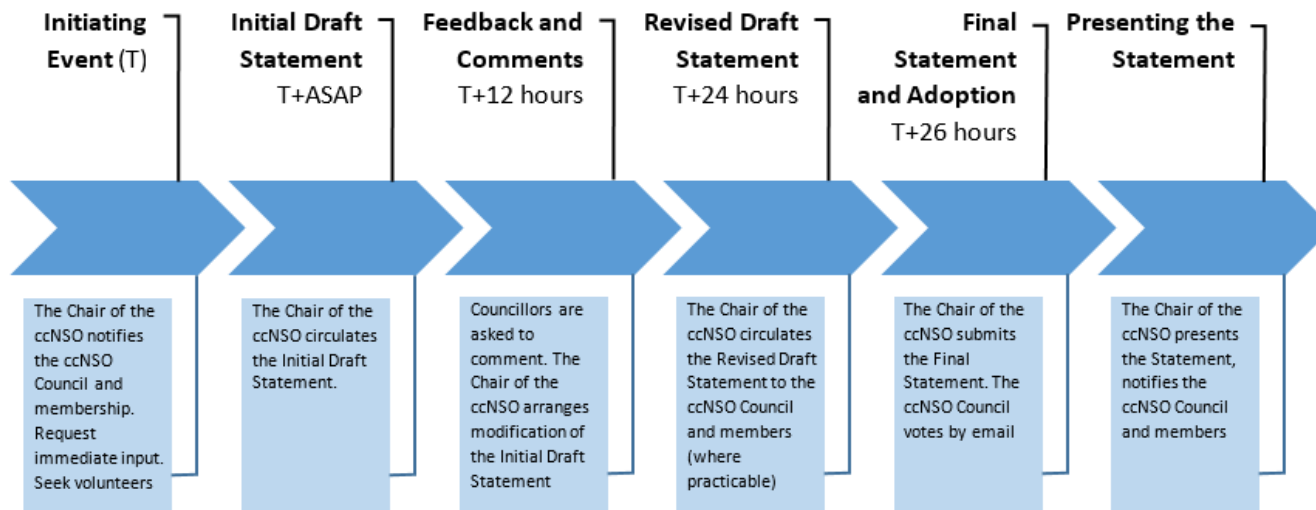 Initiating
Event (T)
Initial Draft
Statement
T+ASAP
Feedback and
Comments
T+12 hours
Revised Draft
Statement
T+24 hours
Final
Statement
and Adoption
T+26 hours
Presenting the
Statement
The Chair of the
ccNSO notifies
the ccNSO
Council and
membership.
Request
immediate input.
Seek volunteers
The Chair of the
ccNSO circulates
the Initial Draft
Statement.
Councillors are
asked to
comment. The
Chair of the
ccNSO arranges
modification of
the Initial Draft
Statement
The Chair of the
ccNSO circulates
the Revised Draft
Statement to the
ccNSO Council
and members
(where
practicable)
The Chair of the
ccNSO submits
the Final
Statement. The
ccNSO Council
votes by email
The Chair of the
ccNSO presents
the Statement,
notifies the
ccNSO Council
and members